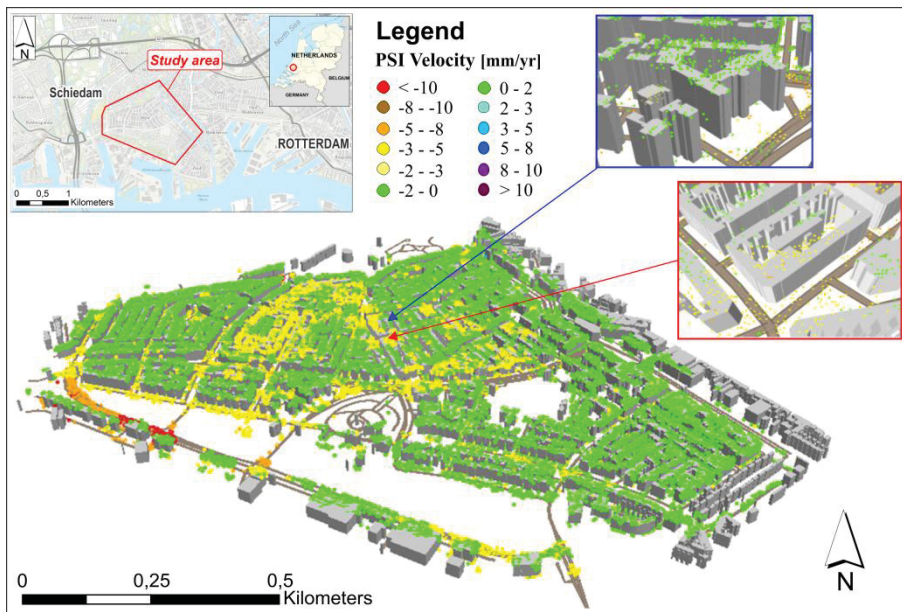 N
Schiedam
Study area
ROTTERDAM
North Sea
NETHERLANDS
BELGIUM
GERMANY
0 0,5 1
Kilometers
Legend
PSI Velocity [mm/yr]
< -10
-8 - -10
-5 - -8
-3 - -5
-2 - -3
-2 - 0
0 - 2
2 - 3
3 - 5
5 - 8
8 - 10
> 10
0 0,25 0,5
Kilometers
N